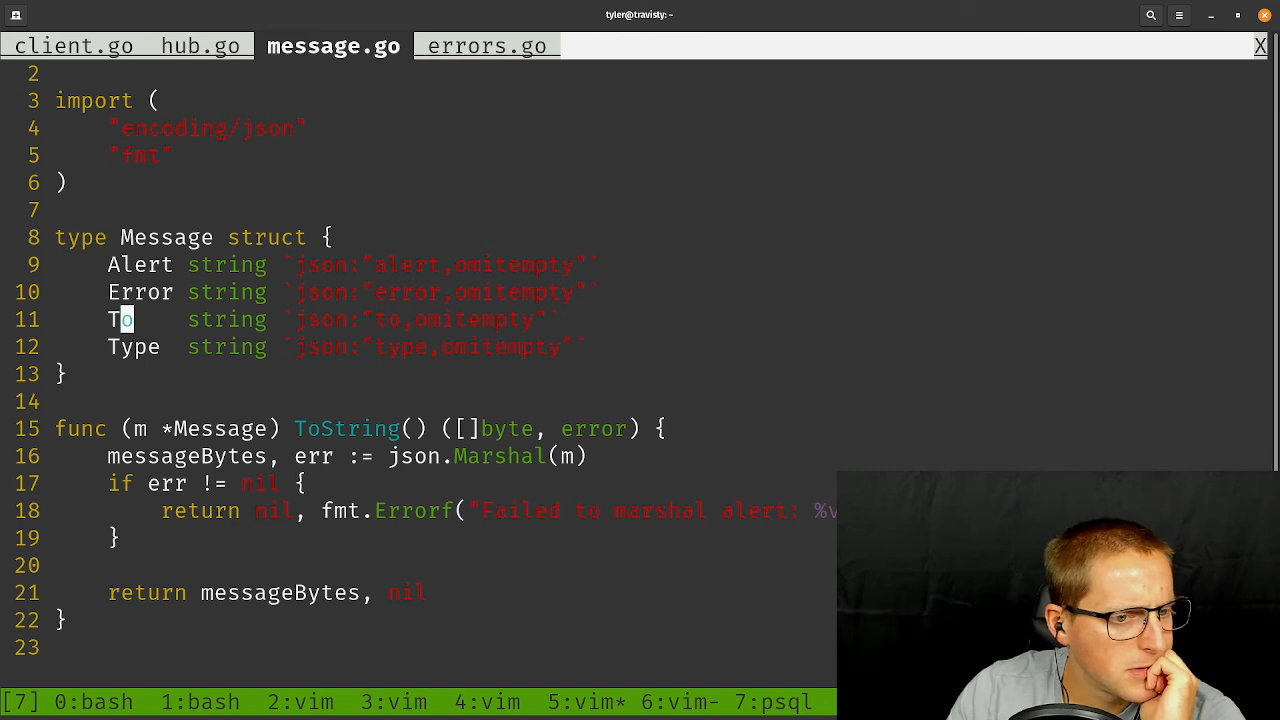 tyler@travisty: ~
client.go hub.go message.go errors.go X
2
3 import (
4 "encoding/json"
5 "fmt"
6 )
7
8 type Message struct {
9 Alert string `json:"alert,omitempty"`
10 Error string `json:"error,omitempty"`
11 To string `json:"to,omitempty"`
12 Type string `json:"type,omitempty"`
13 }
14
15 func (m *Message) ToString() ([]byte, error) {
16 messageBytes, err := json.Marshal(m)
17 if err != nil {
18 return nil, fmt.Errorf("Failed to marshal alert: %v
19 }
20
21 return messageBytes, nil
22 }
23
[7] 0:bash 1:bash 2:vim 3:vim 4:vim 5:vim* 6:vim- 7:psql